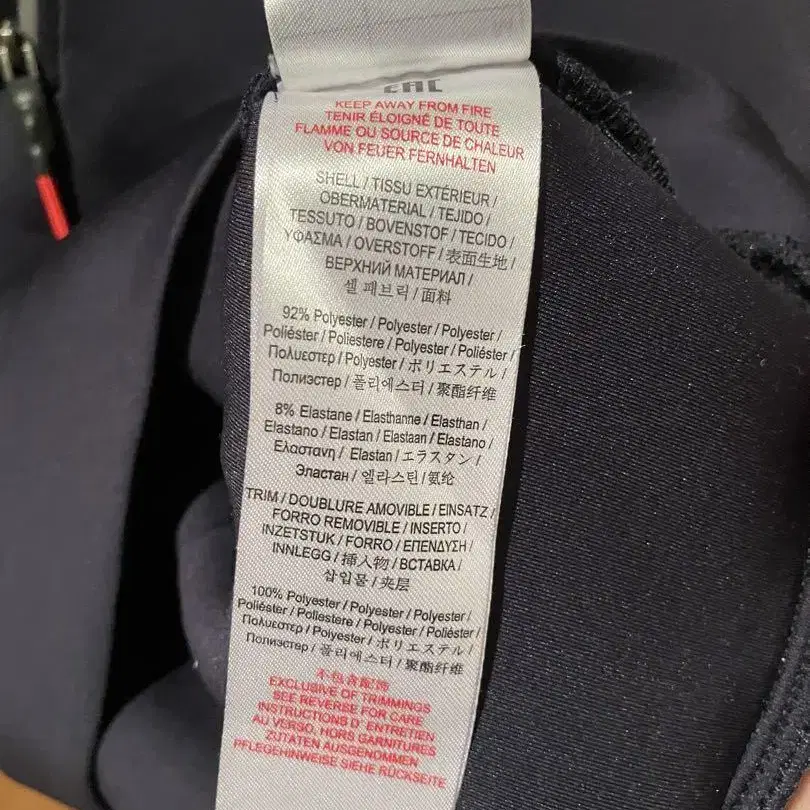 EAC
KEEP AWAY FROM FIRE
TENIR ÉLOIGNÉ DE TOUTE
FLAMME OU SOURCE DE CHALEUR
VON FEUER FERNHALTEN
SHELL / TISSU EXTÉRIEUR /
OBERMATERIAL / TEJIDO /
TESSUTO / BOVENSTOF / TECIDO /
ΥΦΑΣΜΑ / OVERSTOFF / 表面生地 /
ВЕРХНИЙ МАТЕРИАЛ /
셸 패브릭 / 面料
92% Polyester / Polyester / Polyester /
Poliéster / Poliestere / Polyester / Poliéster /
Πολυεστερ / Polyester / ポリエステル /
Полиэстер / 폴리에스터 / 聚酯纤维
8% Elastane / Elasthanne / Elasthan /
Elastano / Elastan / Elastaan / Elastano /
Ελαστανη / Elastan / エラスタン /
Эластан / 엘라스틴 / 氨纶
TRIM / DOUBLURE AMOVIBLE / EINSATZ /
FORRO REMOVIBLE / INSERTO /
INZETSTUK / FORRO / ΕΠΕΝΔΥΣΗ /
INNLEGG / 挿入物 / ВСТАВКА /
삽입물 / 夹层
100% Polyester / Polyester / Polyester /
Poliéster / Poliestere / Polyester / Poliéster /
Πολυεστερ / Polyester / ポリエステル /
Полиэстер / 폴리에스터 / 聚酯纤维
不包含配饰
EXCLUSIVE OF TRIMMINGS
SEE REVERSE FOR CARE
INSTRUCTIONS D' ENTRETIEN
AU VERSO, HORS GARNITURES
ZUTATEN AUSGENOMMEN
PFLEGEHINWEISE SIEHE RÜCKSEITE